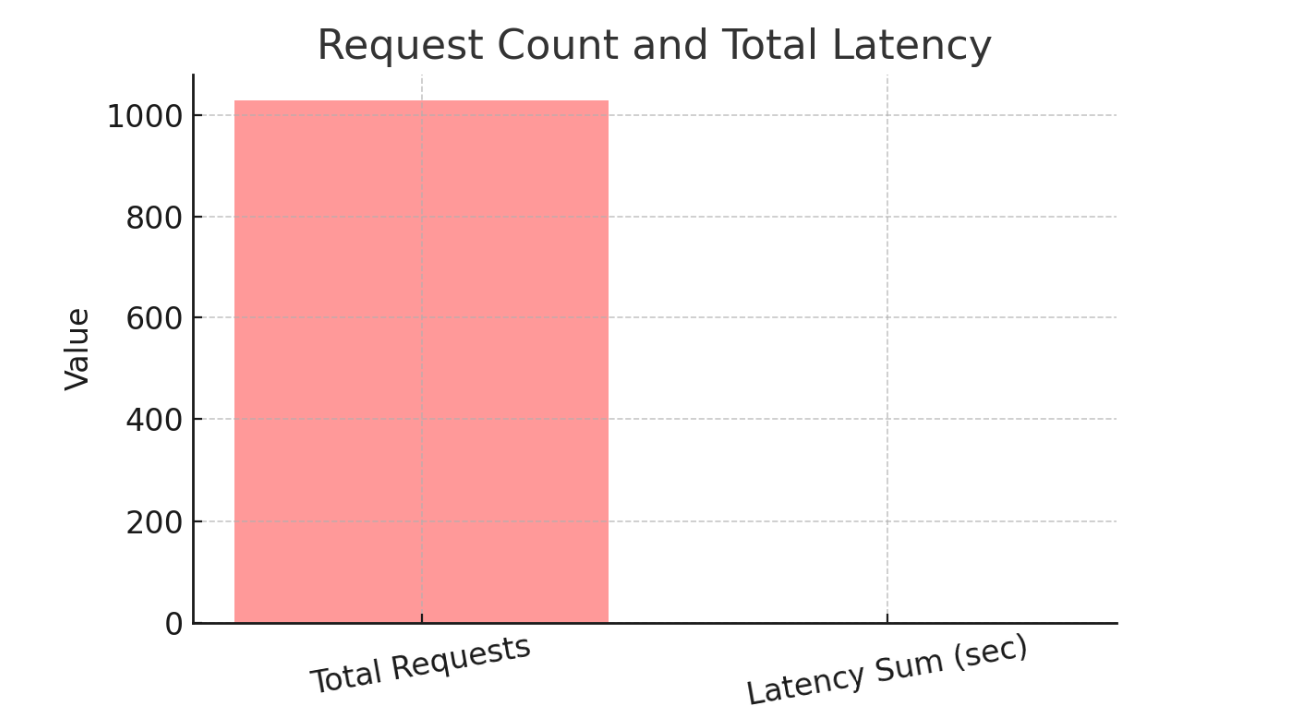 Request Count and Total Latency
Value
1000
800
600
400
200
0
Total Requests
Latency Sum (sec)